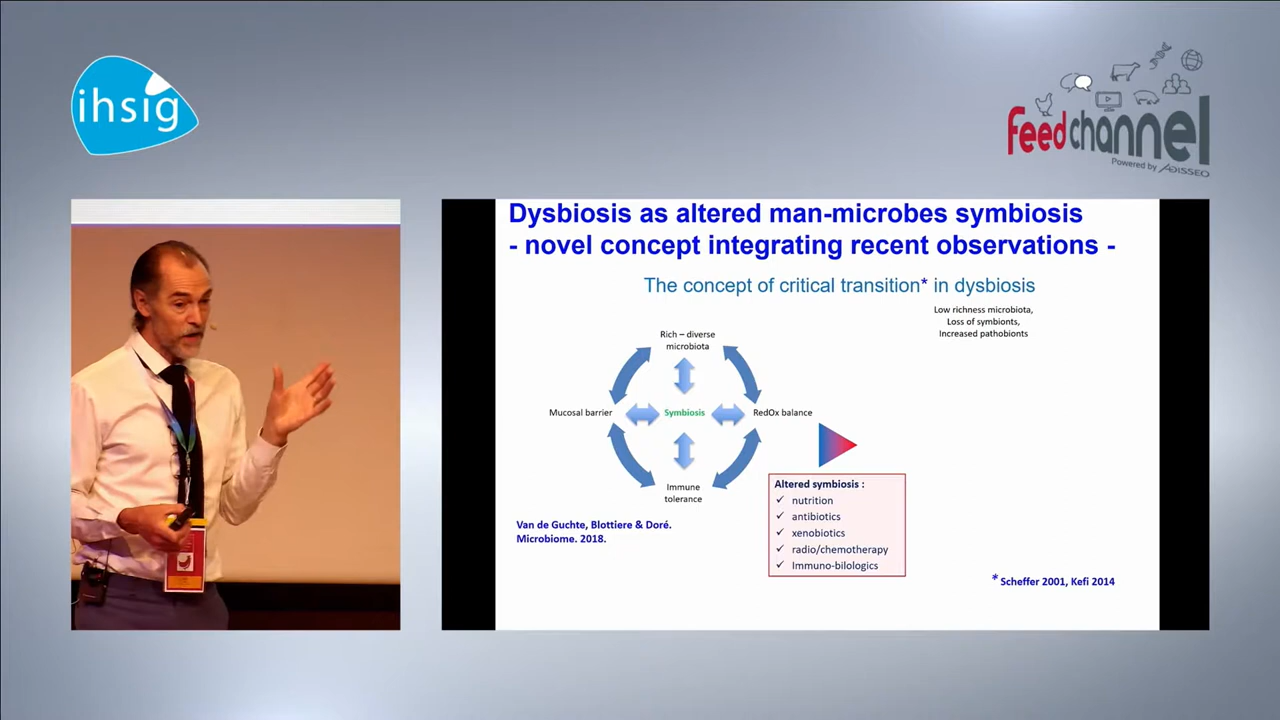 ihsig
feedchannel
Powered by ADISSEO
Dysbiosis as altered man-microbes symbiosis
- novel concept integrating recent observations -
The concept of critical transition* in dysbiosis
Low richness microbiota,
Loss of symbionts,
Increased pathobionts
Rich – diverse
microbiota
Mucosal barrier
Symbiosis
RedOx balance
Immune
tolerance
Altered symbiosis :
✓ nutrition
✓ antibiotics
✓ xenobiotics
✓ radio/chemotherapy
✓ Immuno-bilologics
Van de Guchte, Blottiere & Doré.
Microbiome. 2018.
* Scheffer 2001, Kefi 2014